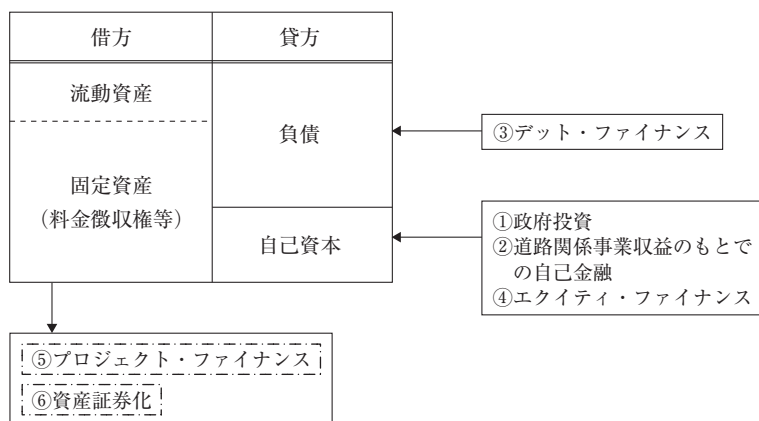 借方
貸方
流動資産
負債
固定資産
(料金徴収権等)
自己資本
③デット・ファイナンス
①政府投資
②道路関係事業収益のもとで
の自己金融
④エクイティ・ファイナンス
⑤プロジェクト・ファイナンス
⑥資産証券化